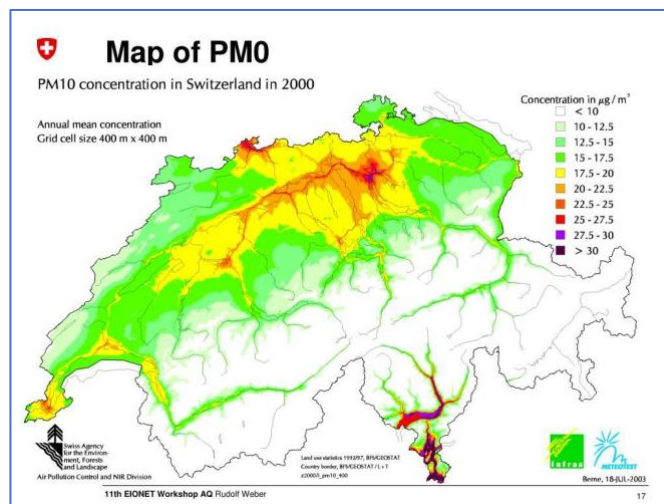 Map of PM0
PM10 concentration in Switzerland in 2000
Annual mean concentration
Grid cell size 400 m x 400 m
Concentration in µg / m³
< 10
10 - 12.5
12.5 - 15
15 - 17.5
17.5 - 20
20 - 22.5
22.5 - 25
25 - 27.5
27.5 - 30
> 30
Swiss Agency
for the Environ-
ment, Forests
and Landscape
Air Pollution Control and NIR Division
Land use statistics 1992/97, BFS/GEOSTAT
Country border, BFS/GEOSTAT / L + T
infras
METEOTEST
Berne, 18-JUL-2003
11th EIONET Workshop AQ Rudolf Weber
17